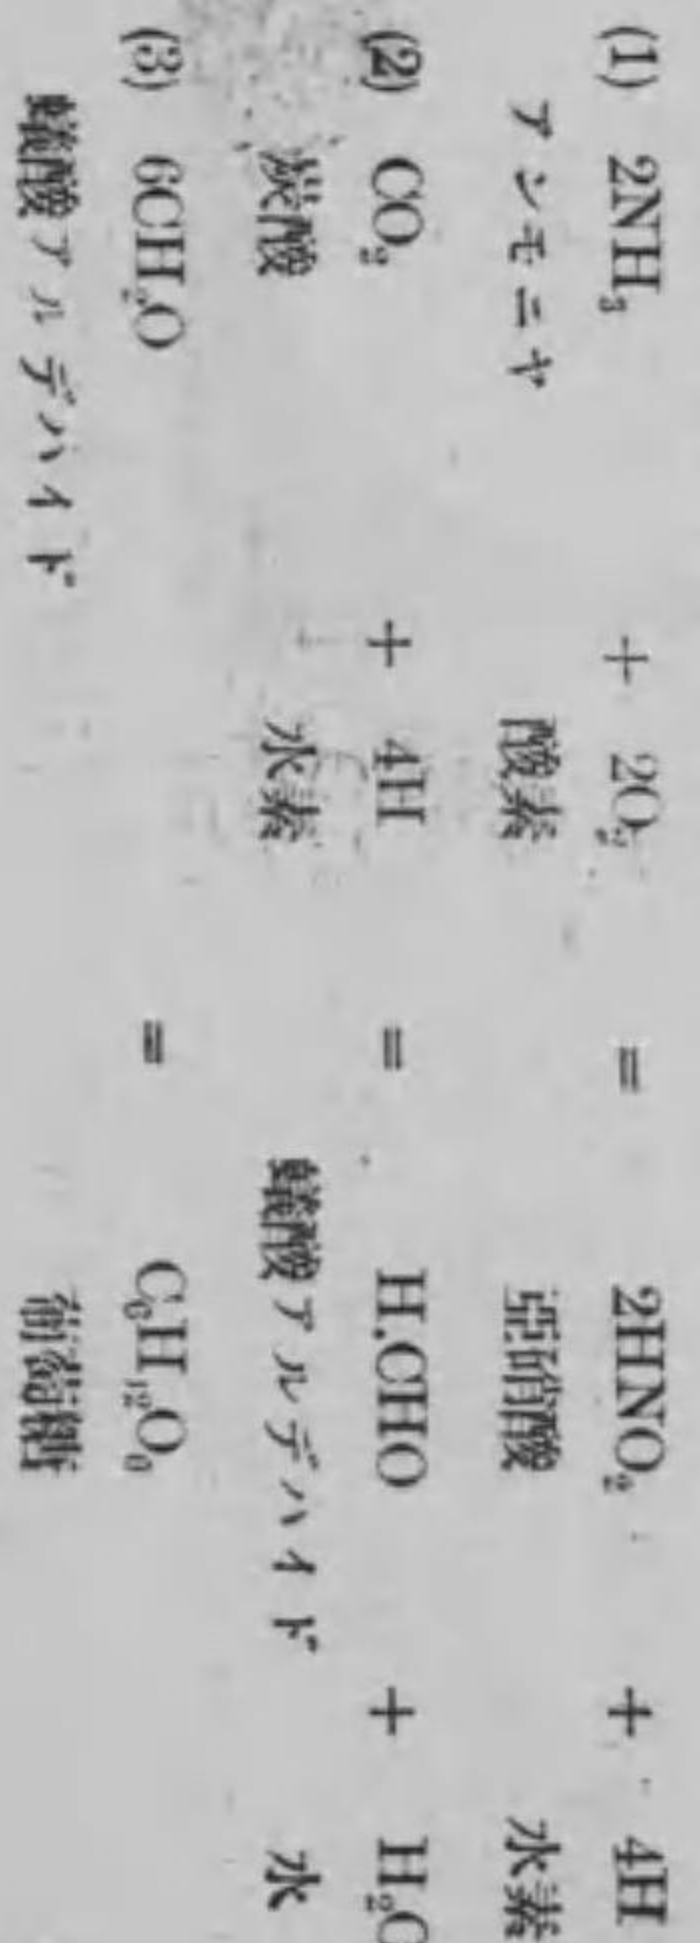 (1) 2NH₃ + 2O₂ = 2HNO₂ + 4H
アンモニヤ 酸素 亞硝酸 水素
(2) CO₂ + 4H = H.CHO + H₂O
炭酸 水素 蟻酸アルデハイド 水
(3) 6CH₂O = C₆H₁₂O₆
蟻酸アルデハイド 葡萄糖